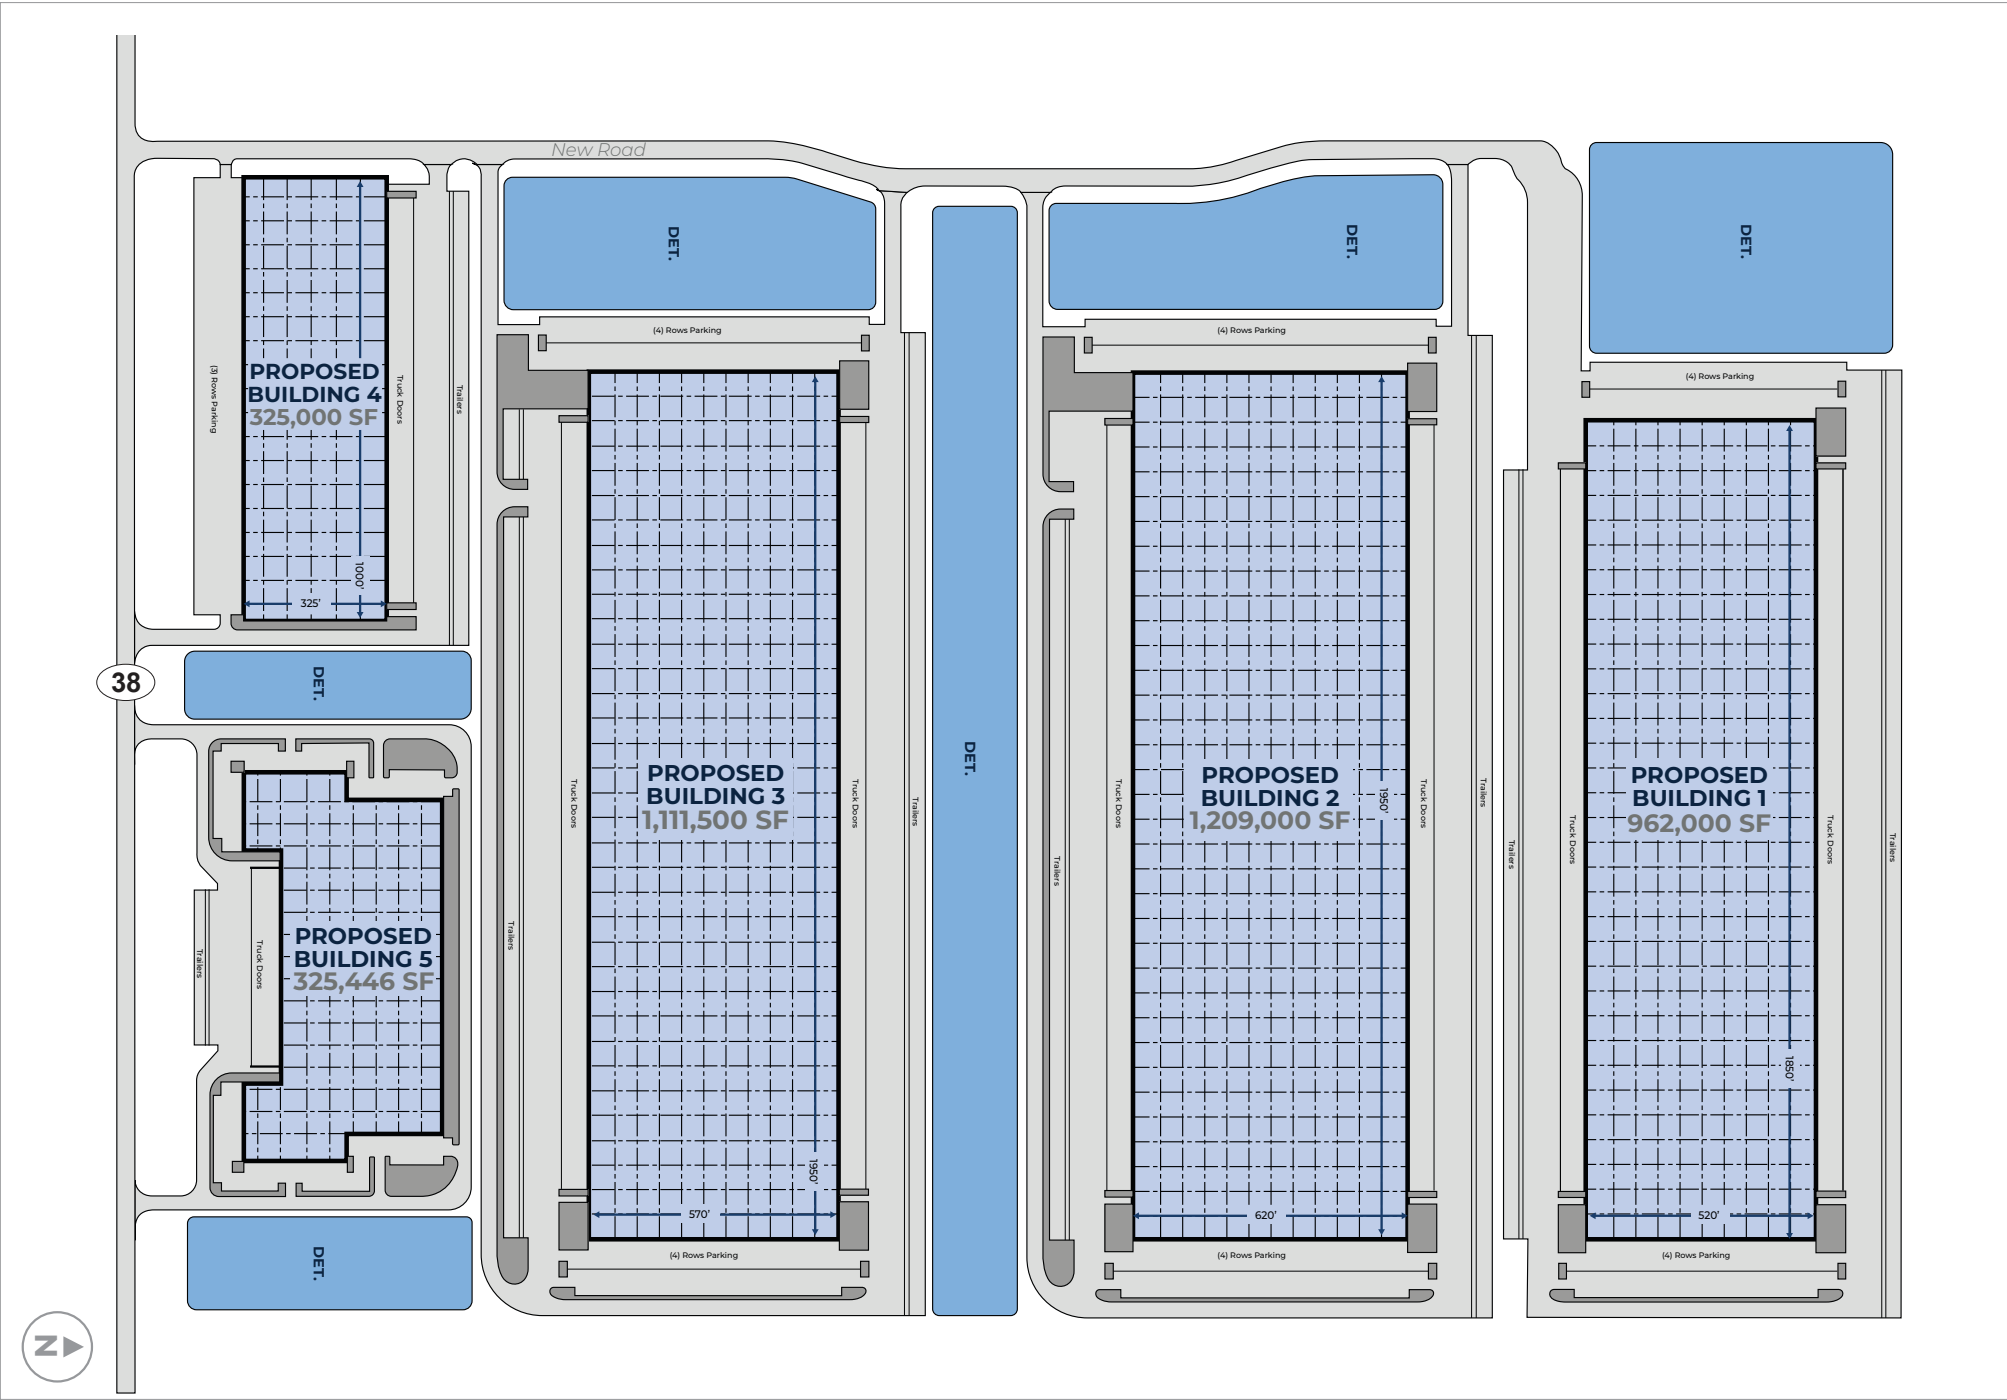 New Road
DET.
DET.
DET.
(4) Rows Parking
(4) Rows Parking
(4) Rows Parking
PROPOSED
BUILDING 4
325,000 SF
(3) Rows Parking
Truck Doors
Trailers
1000'
325'
38
DET.
DET.
PROPOSED
BUILDING 3
1,111,500 SF
Truck Doors
Truck Doors
Trailers
Trailers
1950'
570'
(4) Rows Parking
PROPOSED
BUILDING 2
1,209,000 SF
1950'
Truck Doors
Truck Doors
Trailers
Trailers
620'
(4) Rows Parking
PROPOSED
BUILDING 1
962,000 SF
Trailers
Truck Doors
Truck Doors
Trailers
1850'
520'
(4) Rows Parking
PROPOSED
BUILDING 5
325,446 SF
Trailers
Truck Doors
DET.
N